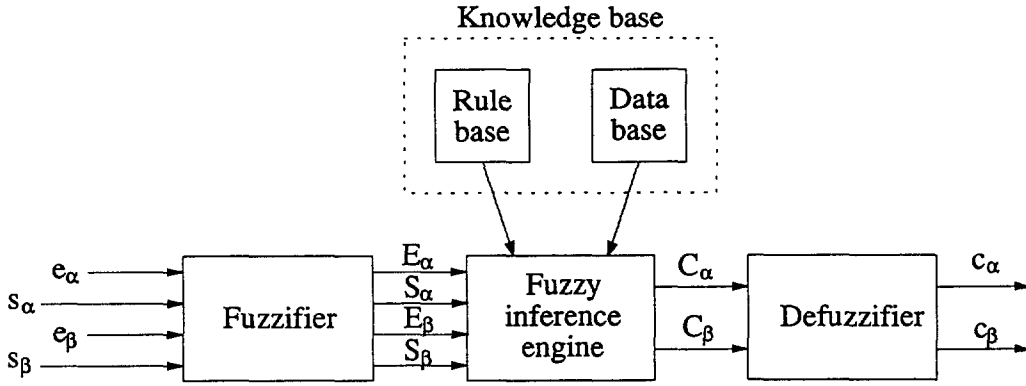 Knowledge base
Rule
base
Data
base
e_α
s_α
e_β
s_β
Fuzzifier
E_α
S_α
E_β
S_β
Fuzzy
inference
engine
C_α
C_β
Defuzzifier
c_α
c_β